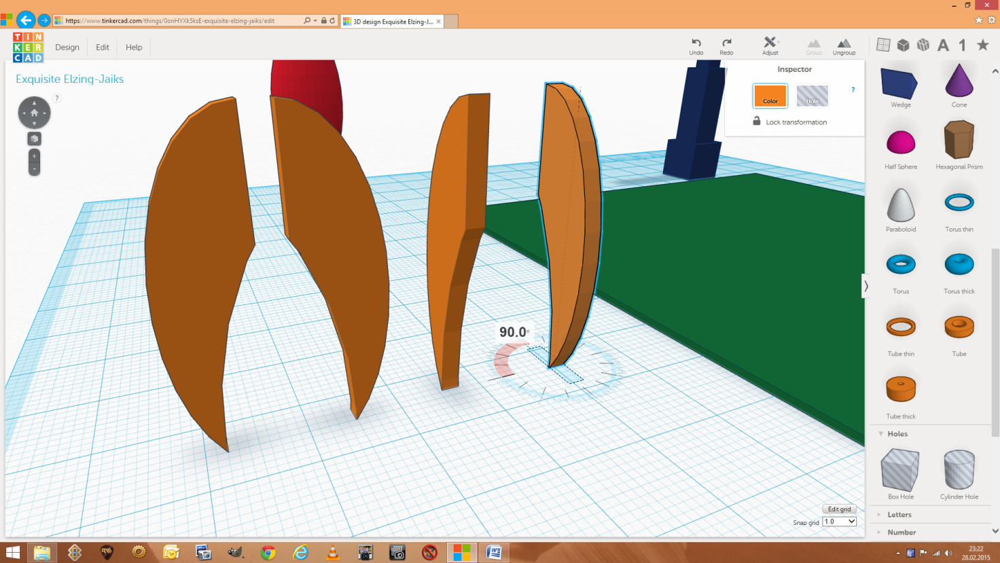 https://www.tinkercad.com/things/0onHYXk5ksE-exquisite-elzing-jaiks/edit
3D design Exquisite Elzing-J...
TIN
KER
CAD
Design
Edit
Help
Undo
Redo
Adjust
Group
Ungroup
A
1
Exquisite Elzing-Jaiks
?
+
-
Inspector
Color
Hole
?
Lock transformation
90.0°
Wedge
Cone
Half Sphere
Hexagonal Prism
Paraboloid
Torus thin
Torus
Torus thick
Tube thin
Tube
Tube thick
Holes
Box Hole
Cylinder Hole
Letters
Number
Edit grid
Snap grid
1.0
RW
W
23:22
28.02.2015